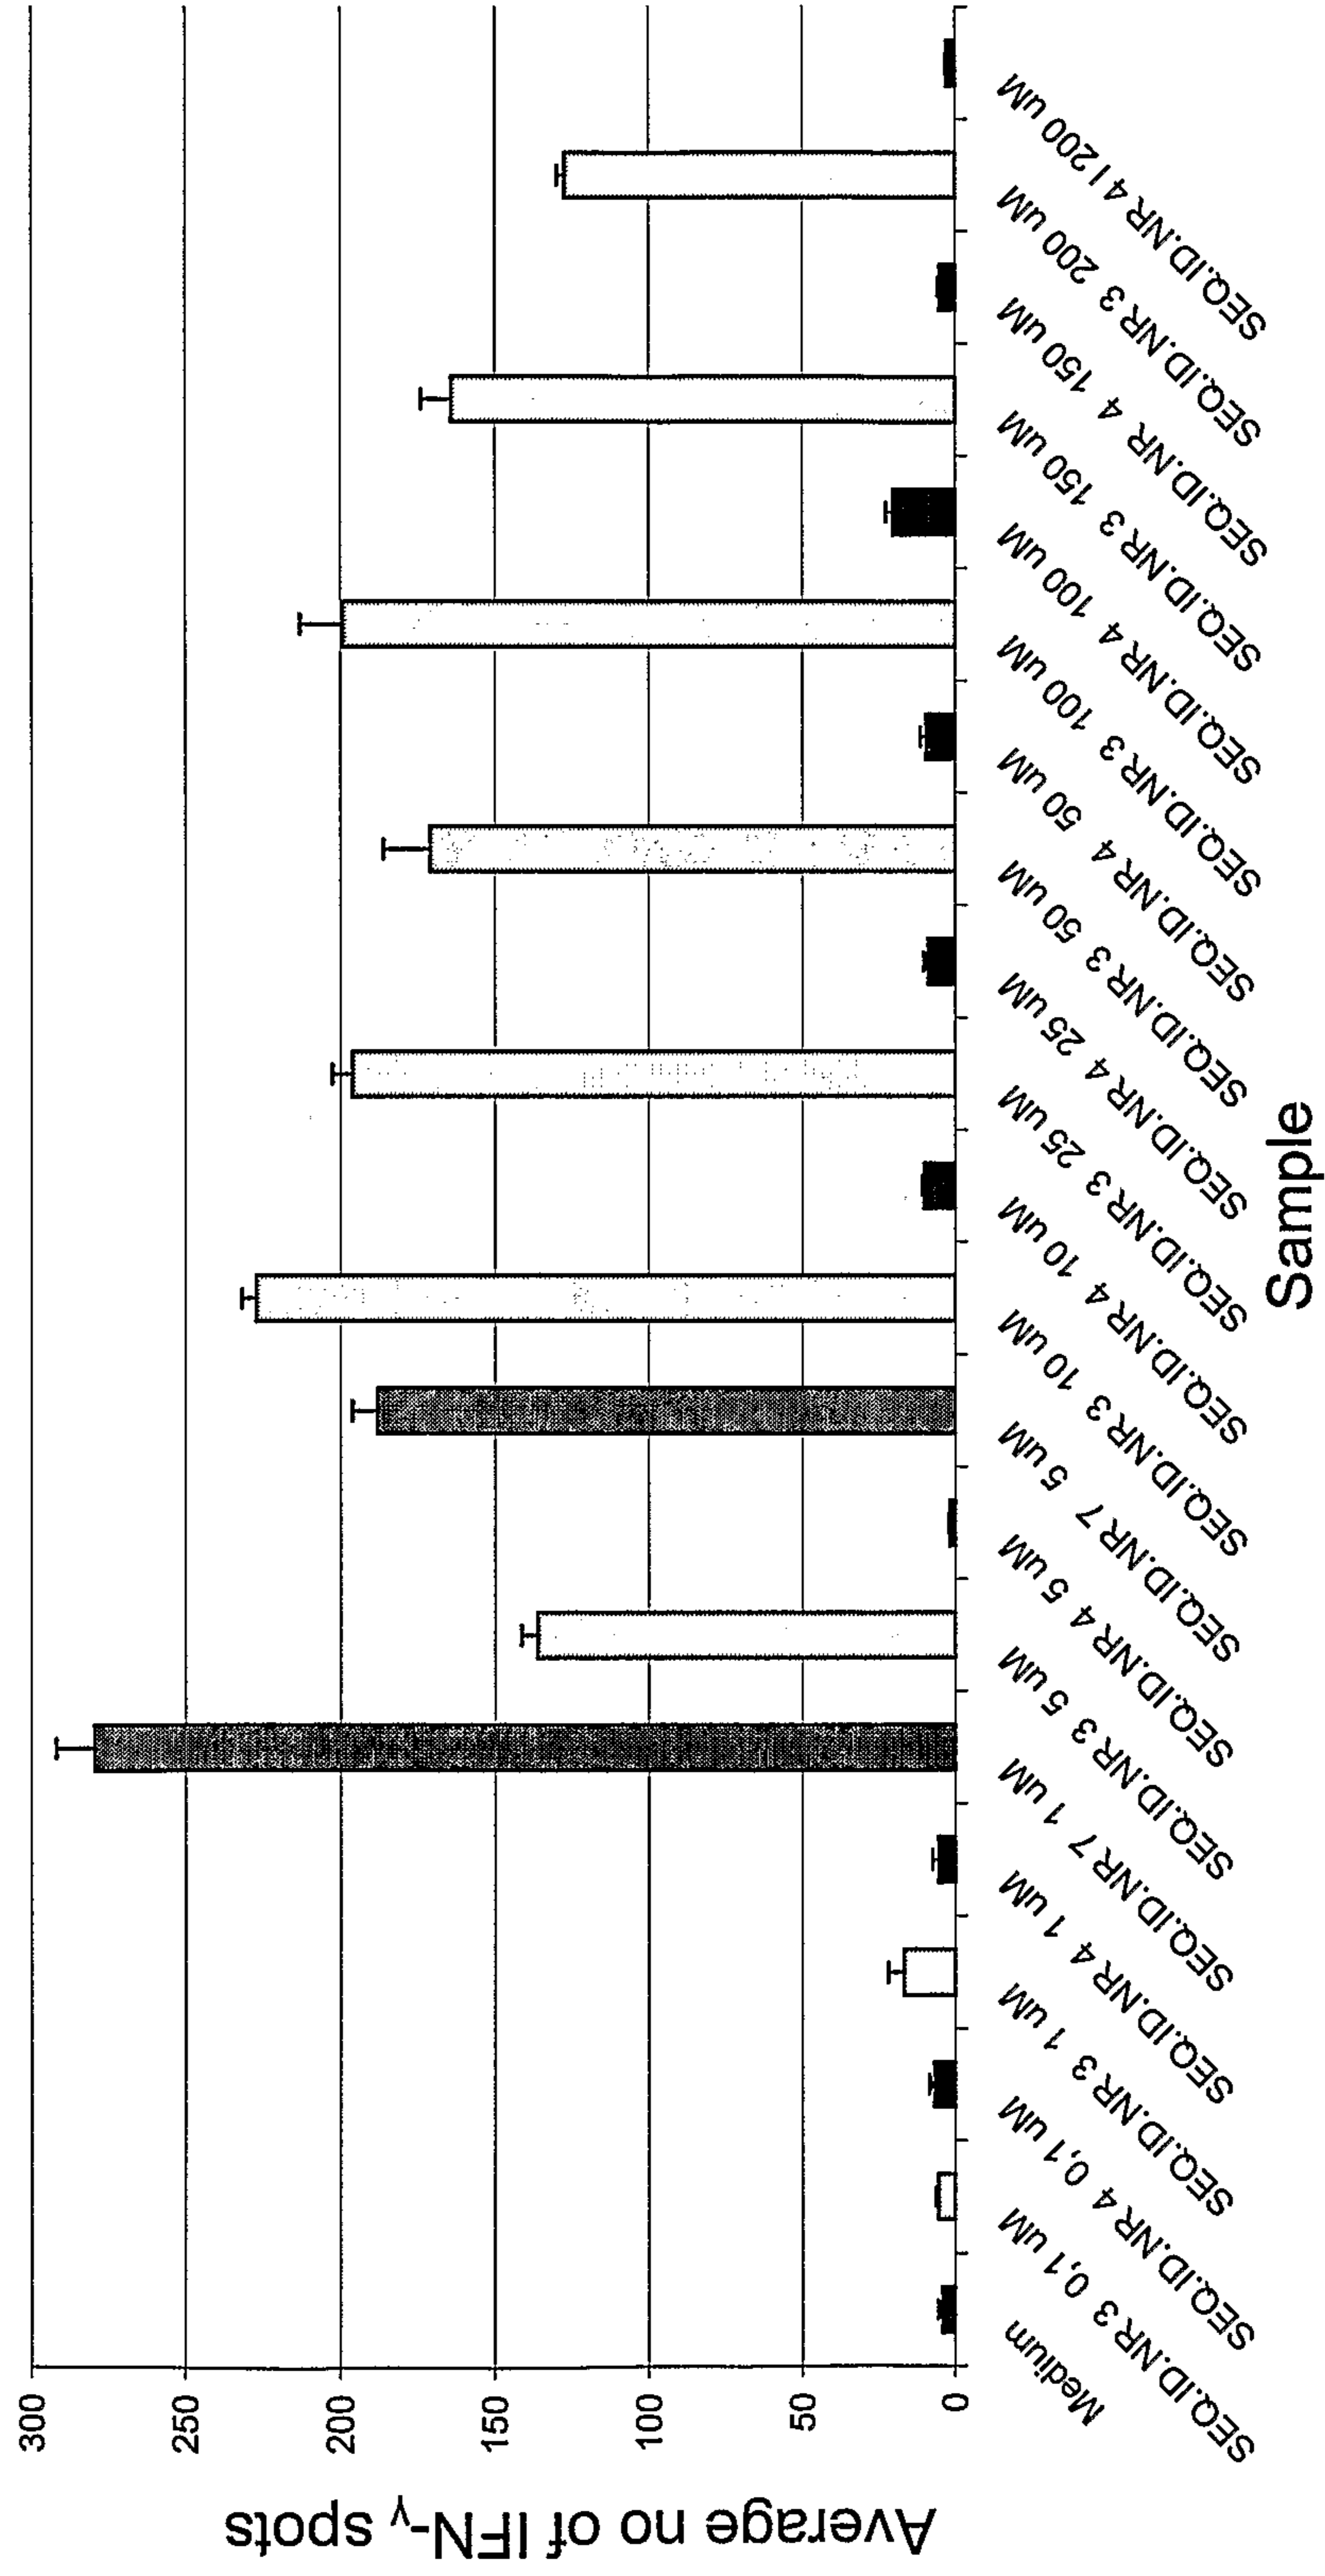 Average no of IFN-γ spots
300
250
200
150
100
50
0
Medium
SEQ.ID.NR 3 0,1 uM
SEQ.ID.NR 4 0,1 uM
SEQ.ID.NR 3 1 uM
SEQ.ID.NR 4 1 uM
SEQ.ID.NR 7 1 uM
SEQ.ID.NR 3 5 uM
SEQ.ID.NR 4 5 uM
SEQ.ID.NR 7 5 uM
SEQ.ID.NR 3 10 uM
SEQ.ID.NR 4 10 uM
SEQ.ID.NR 3 25 uM
SEQ.ID.NR 4 25 uM
SEQ.ID.NR 3 50 uM
SEQ.ID.NR 4 50 uM
SEQ.ID.NR 3 100 uM
SEQ.ID.NR 4 100 uM
SEQ.ID.NR 3 150 uM
SEQ.ID.NR 4 150 uM
SEQ.ID.NR 3 200 uM
SEQ.ID.NR 4 I 200 uM
Sample